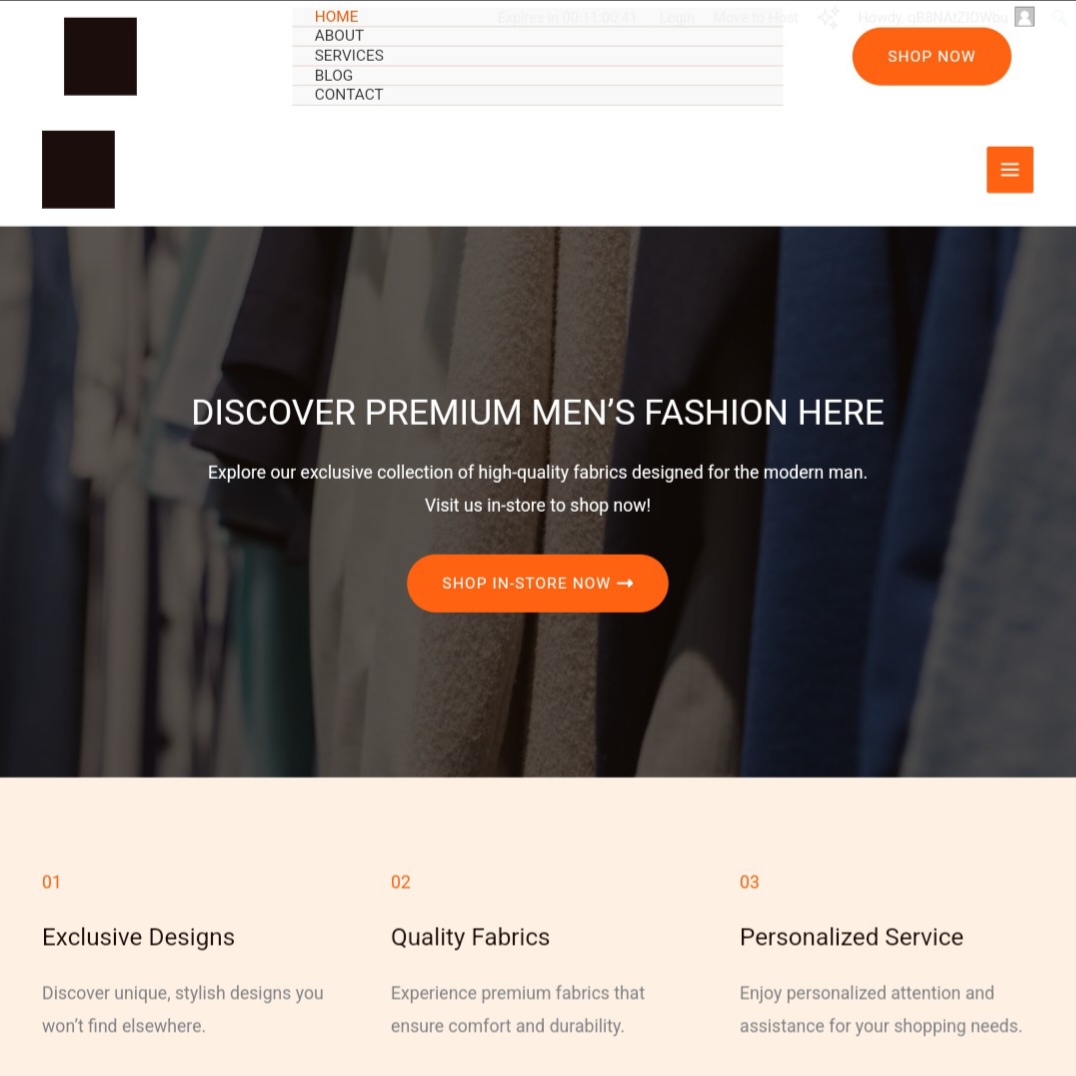 HOME
Expires in 00:11:00:41 Login Move to Host
ABOUT
SERVICES
BLOG
CONTACT
SHOP NOW
DISCOVER PREMIUM MEN’S FASHION HERE
Explore our exclusive collection of high-quality fabrics designed for the modern man.
Visit us in-store to shop now!
SHOP IN-STORE NOW →
01
Exclusive Designs
Discover unique, stylish designs you
won’t find elsewhere.
02
Quality Fabrics
Experience premium fabrics that
ensure comfort and durability.
03
Personalized Service
Enjoy personalized attention and
assistance for your shopping needs.